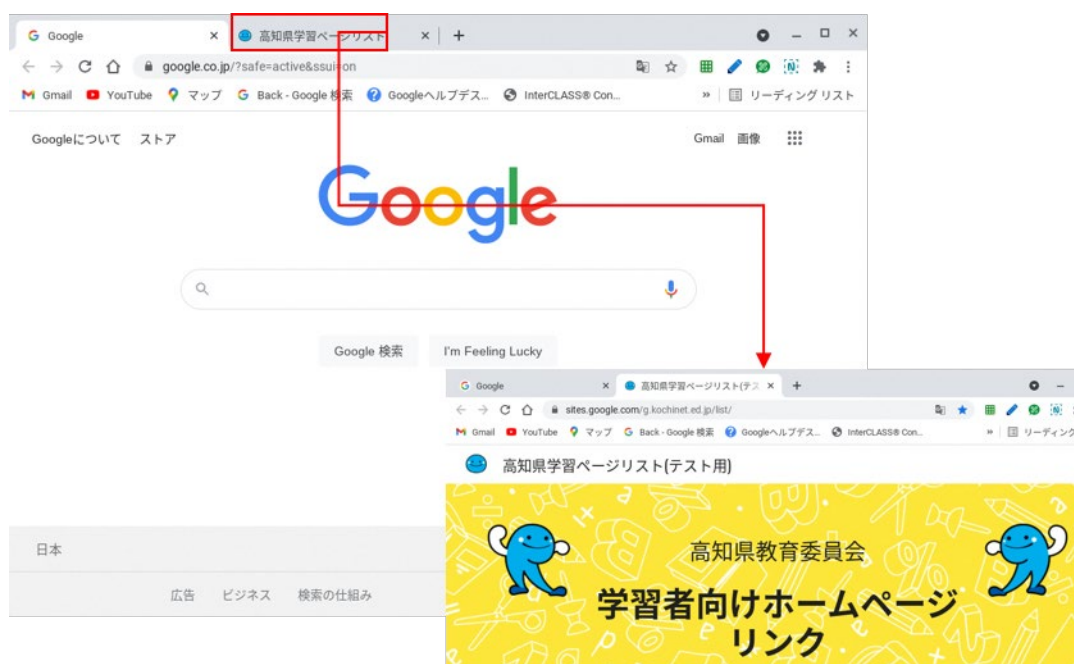 Google
高知県学習ページリスト
google.co.jp/?safe=active&ssui=on
Gmail YouTube マップ Back - Google 検索 Googleヘルプデス... InterCLASS® Con... » リーディング リスト
Googleについて ストア Gmail 画像
Google
Google 検索 I'm Feeling Lucky
日本
広告 ビジネス 検索の仕組み
Google 高知県学習ページリスト(テス
sites.google.com/g.kochinet.ed.jp/list/
Gmail YouTube マップ Back - Google 検索 Googleヘルプデス... InterCLASS® Con... » リーディング
高知県学習ページリスト(テスト用)
高知県教育委員会
学習者向けホームページ
リンク